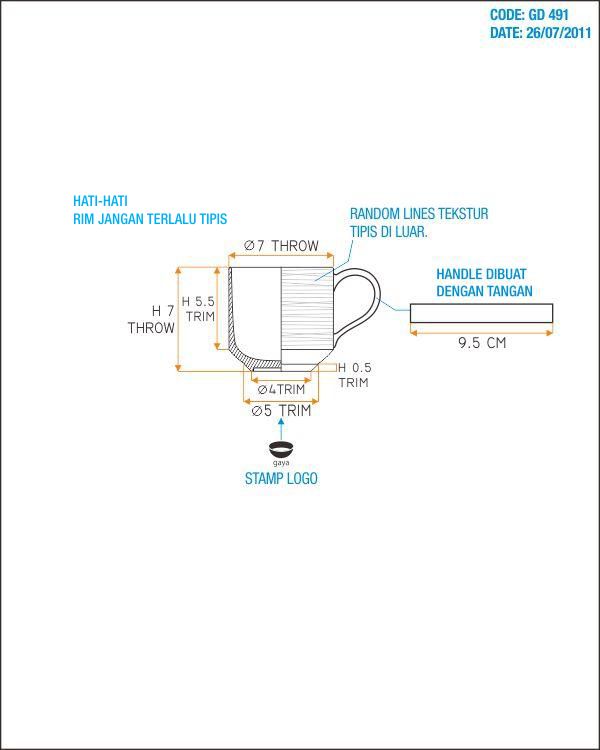 CODE: GD 491
DATE: 26/07/2011
HATI-HATI
RIM JANGAN TERLALU TIPIS
RANDOM LINES TEKSTUR
TIPIS DI LUAR.
Ø7 THROW
HANDLE DIBUAT
DENGAN TANGAN
H 5.5
TRIM
H 7
THROW
9.5 CM
H 0.5
TRIM
Ø4TRIM
Ø5 TRIM
gaya
STAMP LOGO